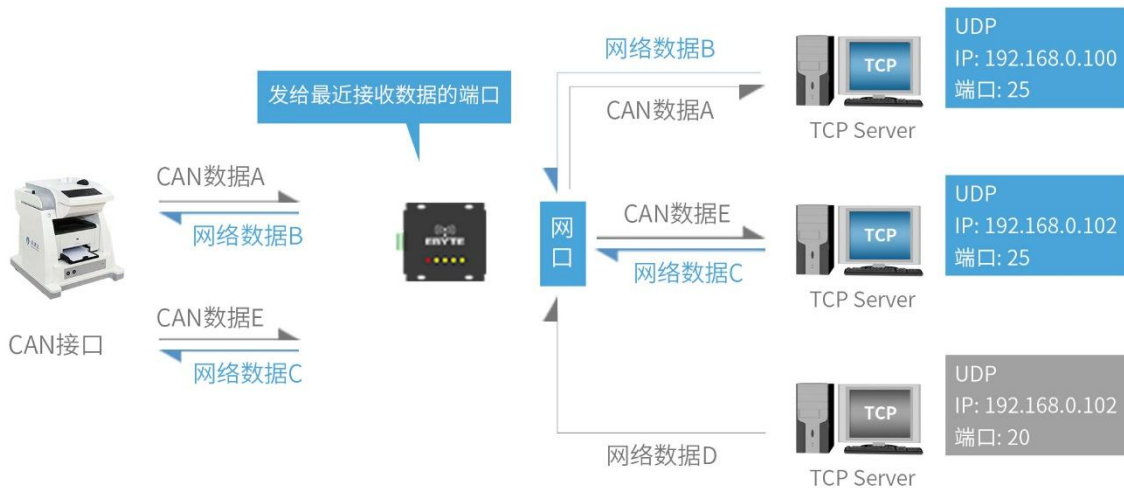 发给最近接收数据的端口
CAN数据A
网络数据B
CAN数据E
网络数据C
CAN接口
EBYTE
网口
网络数据B
CAN数据A
CAN数据E
网络数据C
网络数据D
TCP
TCP Server
UDP
IP: 192.168.0.100
端口: 25
TCP
TCP Server
UDP
IP: 192.168.0.102
端口: 25
TCP
TCP Server
UDP
IP: 192.168.0.102
端口: 20